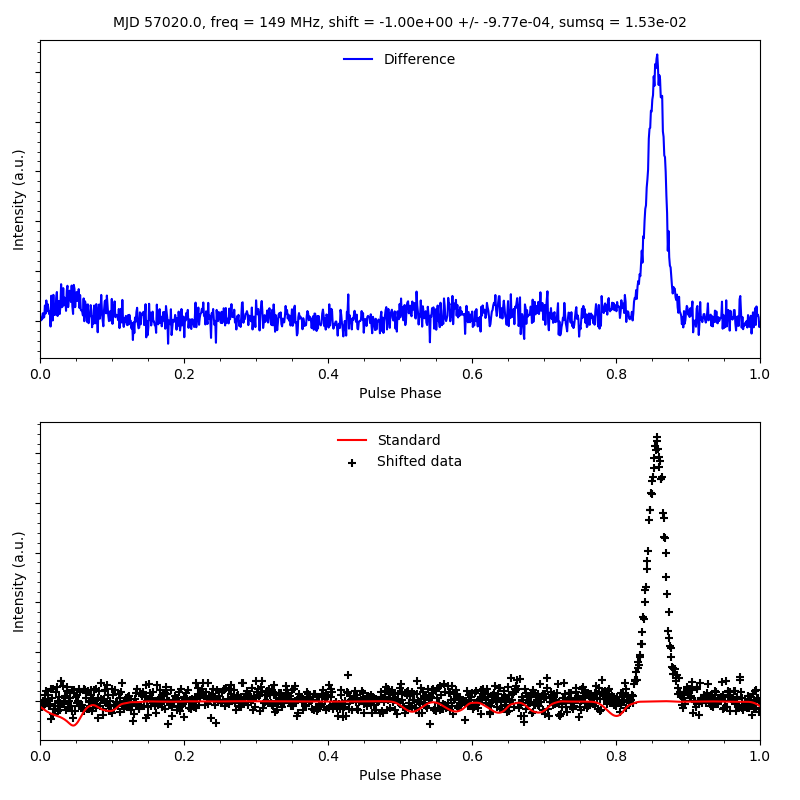 MJD 57020.0, freq = 149 MHz, shift = -1.00e+00 +/- -9.77e-04, sumsq = 1.53e-02
Difference
Intensity (a.u.)
0.0 0.2 0.4 0.6 0.8 1.0
Pulse Phase
Standard
Shifted data
Intensity (a.u.)
0.0 0.2 0.4 0.6 0.8 1.0
Pulse Phase